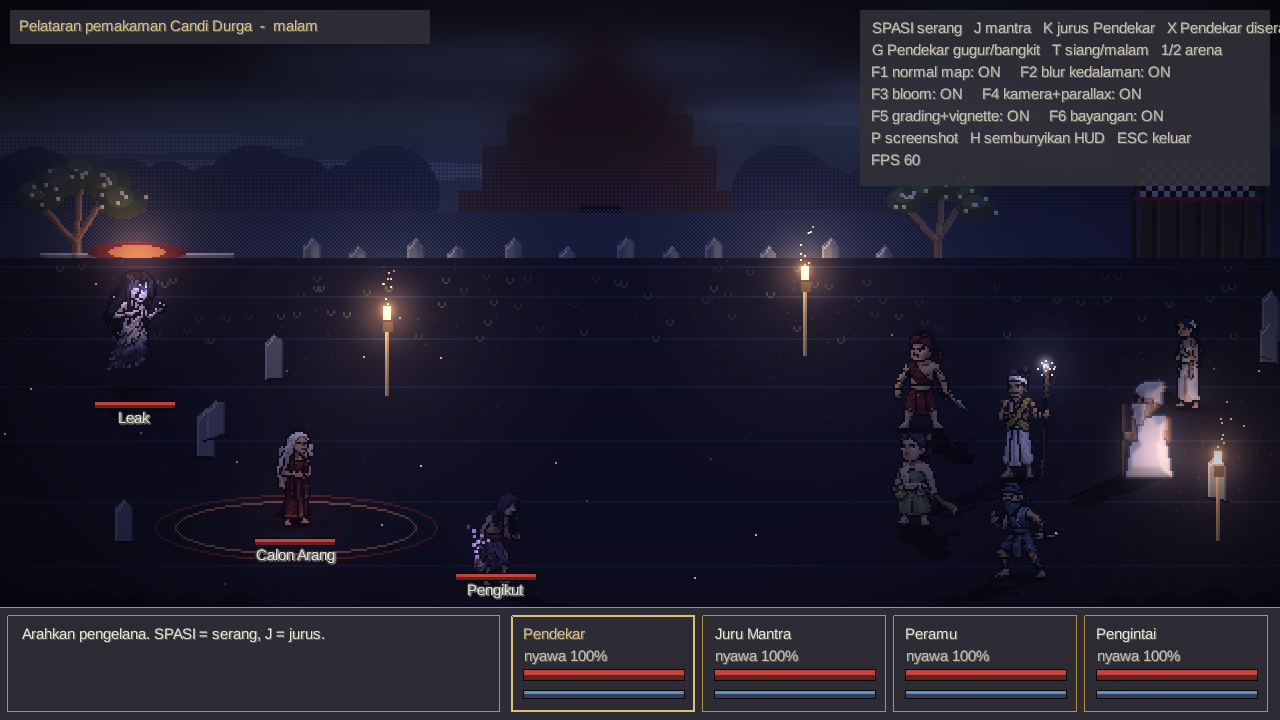 Pelataran pemakaman Candi Durga - malam
SPASI serang J mantra K jurus Pendekar X Pendekar disera
G Pendekar gugur/bangkit T siang/malam 1/2 arena
F1 normal map: ON F2 blur kedalaman: ON
F3 bloom: ON F4 kamera+parallax: ON
F5 grading+vignette: ON F6 bayangan: ON
P screenshot H sembunyikan HUD ESC keluar
FPS 60
Leak
Calon Arang
Pengikut
Arahkan pengelana. SPASI = serang, J = jurus.
Pendekar
nyawa 100%
Juru Mantra
nyawa 100%
Peramu
nyawa 100%
Pengintai
nyawa 100%